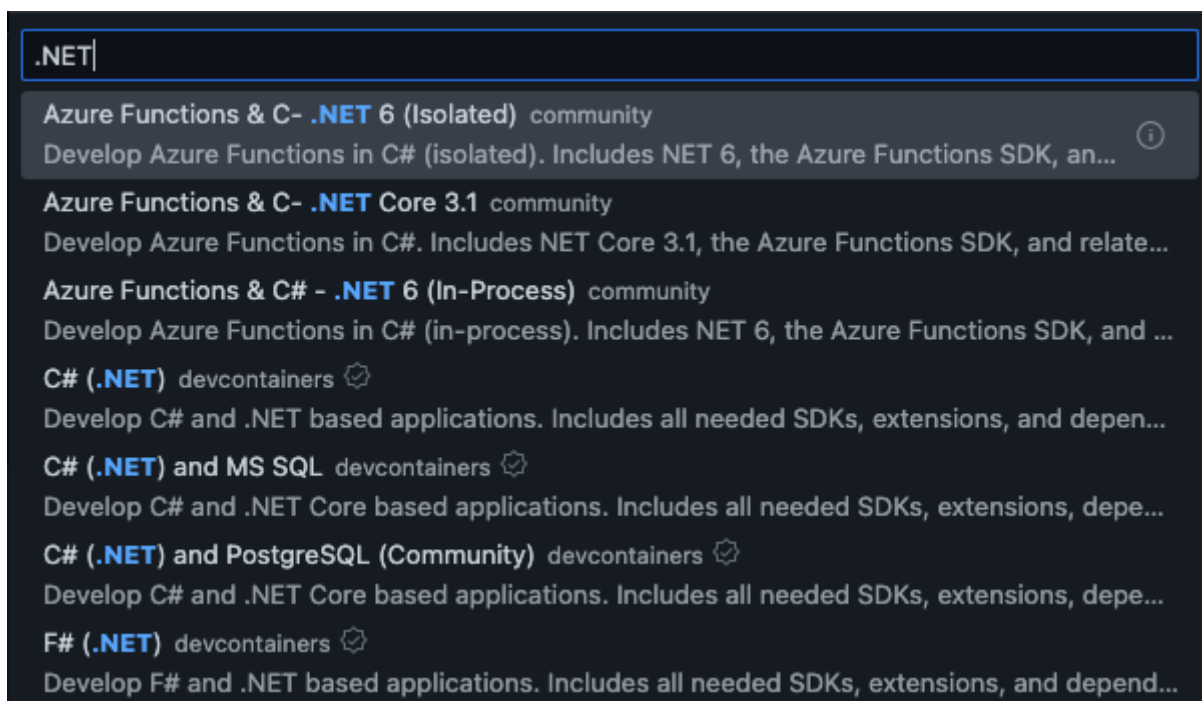 .NET
Azure Functions & C- .NET 6 (Isolated) community
Develop Azure Functions in C# (isolated). Includes NET 6, the Azure Functions SDK, an...
Azure Functions & C- .NET Core 3.1 community
Develop Azure Functions in C#. Includes NET Core 3.1, the Azure Functions SDK, and relate...
Azure Functions & C# - .NET 6 (In-Process) community
Develop Azure Functions in C# (in-process). Includes NET 6, the Azure Functions SDK, and ...
C# (.NET) devcontainers
Develop C# and .NET based applications. Includes all needed SDKs, extensions, and depen...
C# (.NET) and MS SQL devcontainers
Develop C# and .NET Core based applications. Includes all needed SDKs, extensions, depe...
C# (.NET) and PostgreSQL (Community) devcontainers
Develop C# and .NET Core based applications. Includes all needed SDKs, extensions, depe...
F# (.NET) devcontainers
Develop F# and .NET based applications. Includes all needed SDKs, extensions, and depend...